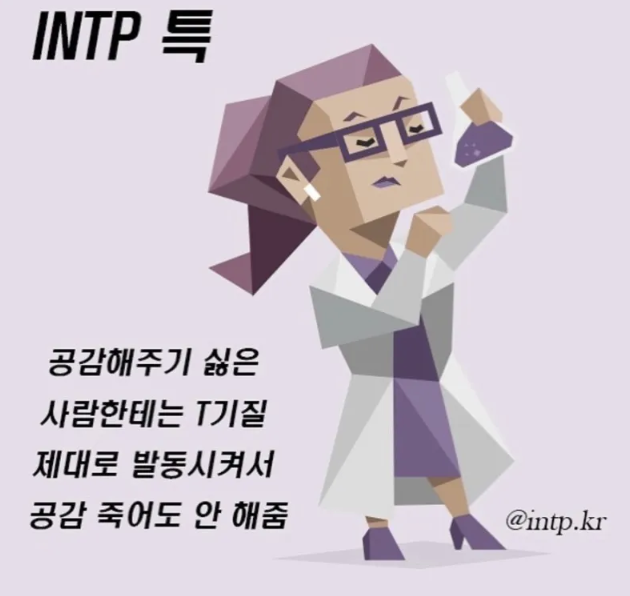 INTP 특
공감해주기 싫은
사람한테는 T기질
제대로 발동시켜서
공감 죽어도 안 해줌
@intp.kr